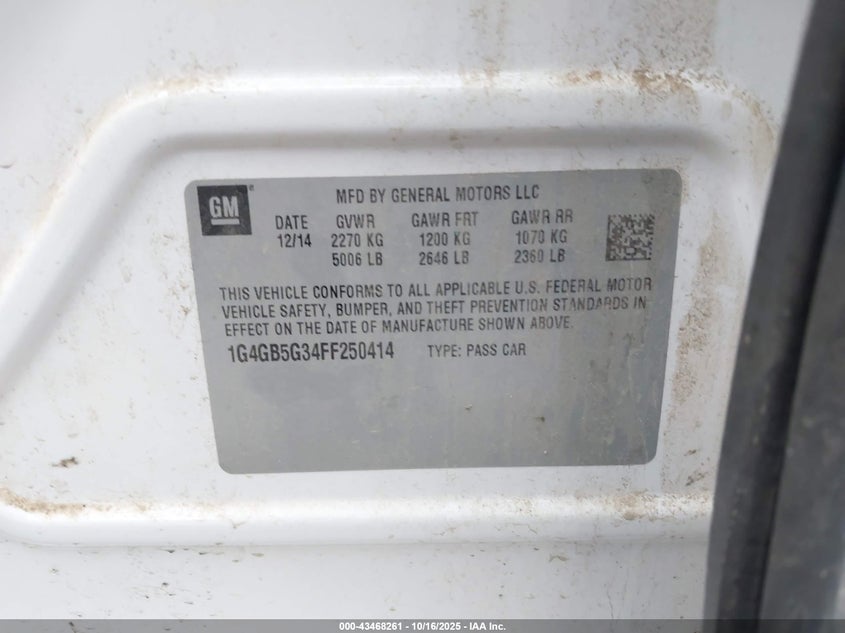 GM
MFD BY GENERAL MOTORS LLC
DATE GVWR GAWR FRT GAWR RR
12/14 2270 KG 1200 KG 1070 KG
5006 LB 2646 LB 2360 LB
THIS VEHICLE CONFORMS TO ALL APPLICABLE U.S. FEDERAL MOTOR
VEHICLE SAFETY, BUMPER, AND THEFT PREVENTION STANDARDS IN
EFFECT ON THE DATE OF MANUFACTURE SHOWN ABOVE.
1G4GB5G34FF250414 TYPE: PASS CAR
000-43468261 - 10/16/2025 - IAA Inc.